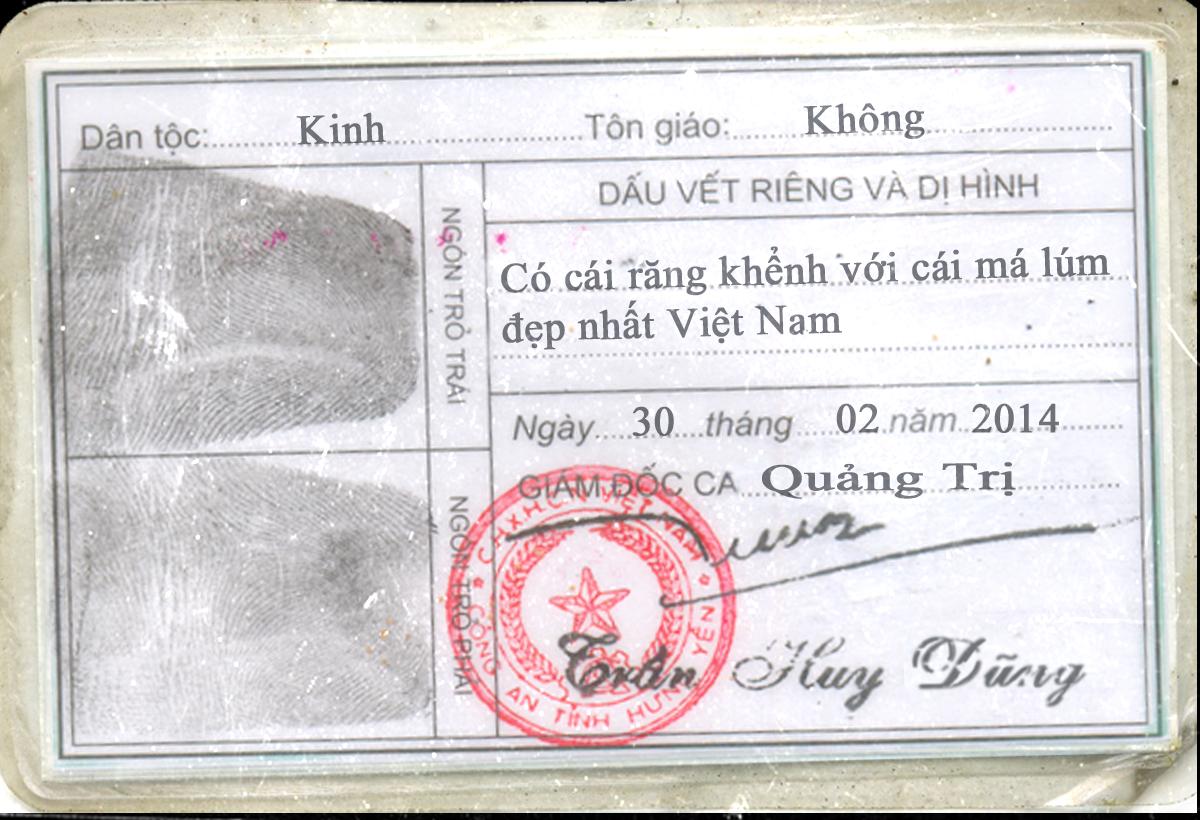 Dân tộc: Kinh Tôn giáo: Không
NGÓN TRỎ TRÁI
DẤU VẾT RIÊNG VÀ DỊ HÌNH
Có cái răng khểnh với cái má lúm
đẹp nhất Việt Nam
Ngày 30 tháng 02 năm 2014
GIÁM ĐỐC CA Quảng Trị
NGÓN TRỎ PHẢI
C.H.X.H.C.N VIỆT NAM
CÔNG AN TỈNH HƯNG YÊN
Trần Huy Dũng